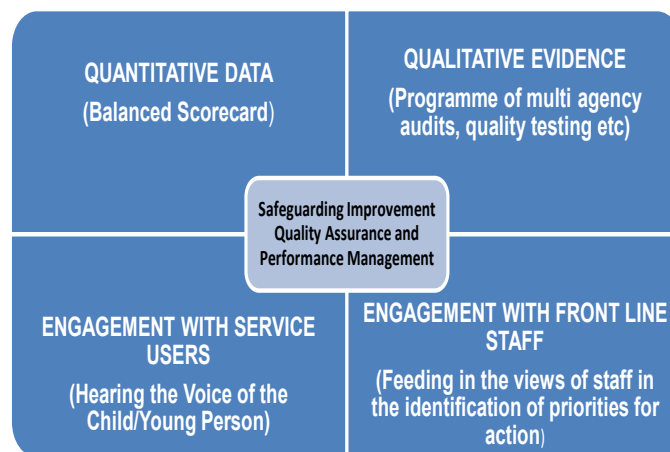 QUANTITATIVE DATA
(Balanced Scorecard)
QUALITATIVE EVIDENCE
(Programme of multi agency
audits, quality testing etc)
Safeguarding Improvement
Quality Assurance and
Performance Management
ENGAGEMENT WITH SERVICE
USERS
(Hearing the Voice of the
Child/Young Person)
ENGAGEMENT WITH FRONT LINE
STAFF
(Feeding in the views of staff in
the identification of priorities for
action)